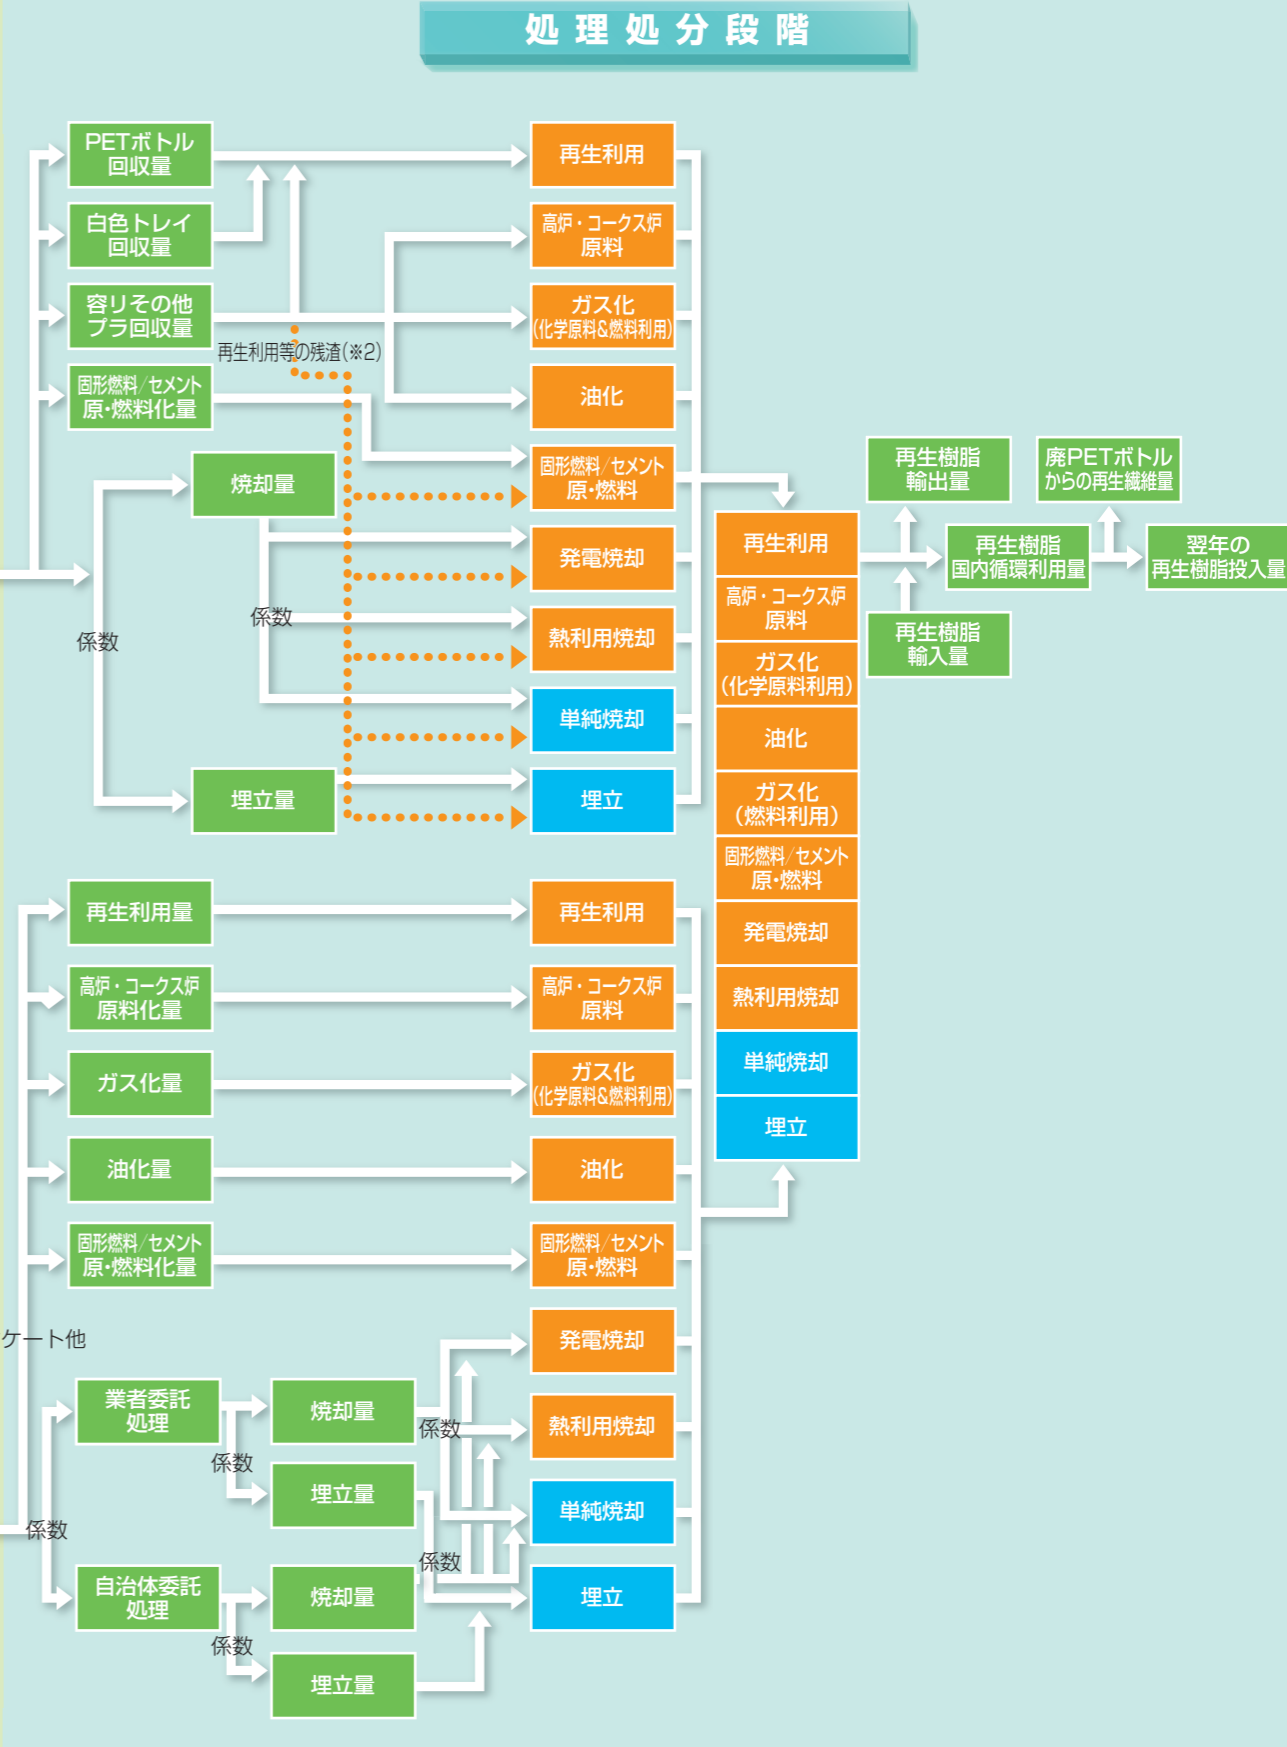 処理処分段階
PETボトル
回収量
白色トレイ
回収量
容リその他
プラ回収量
再生利用等の残渣(※2)
固形燃料/セメント
原・燃料化量
焼却量
係数
係数
埋立量
再生利用
高炉・コークス炉
原料
ガス化
(化学原料&燃料利用)
油化
固形燃料/セメント
原・燃料
発電焼却
熱利用焼却
単純焼却
埋立
再生利用量
高炉・コークス炉
原料化量
ガス化量
油化量
固形燃料/セメント
原・燃料化量
ケート他
業者委託
処理
係数
焼却量
係数
埋立量
係数
自治体委託
処理
係数
焼却量
係数
埋立量
再生利用
高炉・コークス炉
原料
ガス化
(化学原料&燃料利用)
油化
固形燃料/セメント
原・燃料
発電焼却
熱利用焼却
単純焼却
埋立
再生利用
高炉・コークス炉
原料
ガス化
(化学原料利用)
油化
ガス化
(燃料利用)
固形燃料/セメント
原・燃料
発電焼却
熱利用焼却
単純焼却
埋立
再生樹脂
輸出量
再生樹脂
輸入量
再生樹脂
国内循環利用量
廃PETボトル
からの再生繊維量
翌年の
再生樹脂投入量